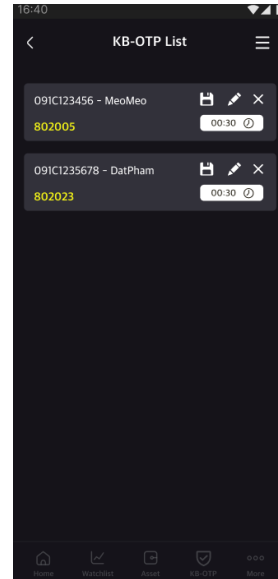 16:40
KB-OTP List
091C123456 - MeoMeo
802005
00:30
091C1235678 - DatPham
802023
00:30
Home Watchlist Asset KB-OTP More